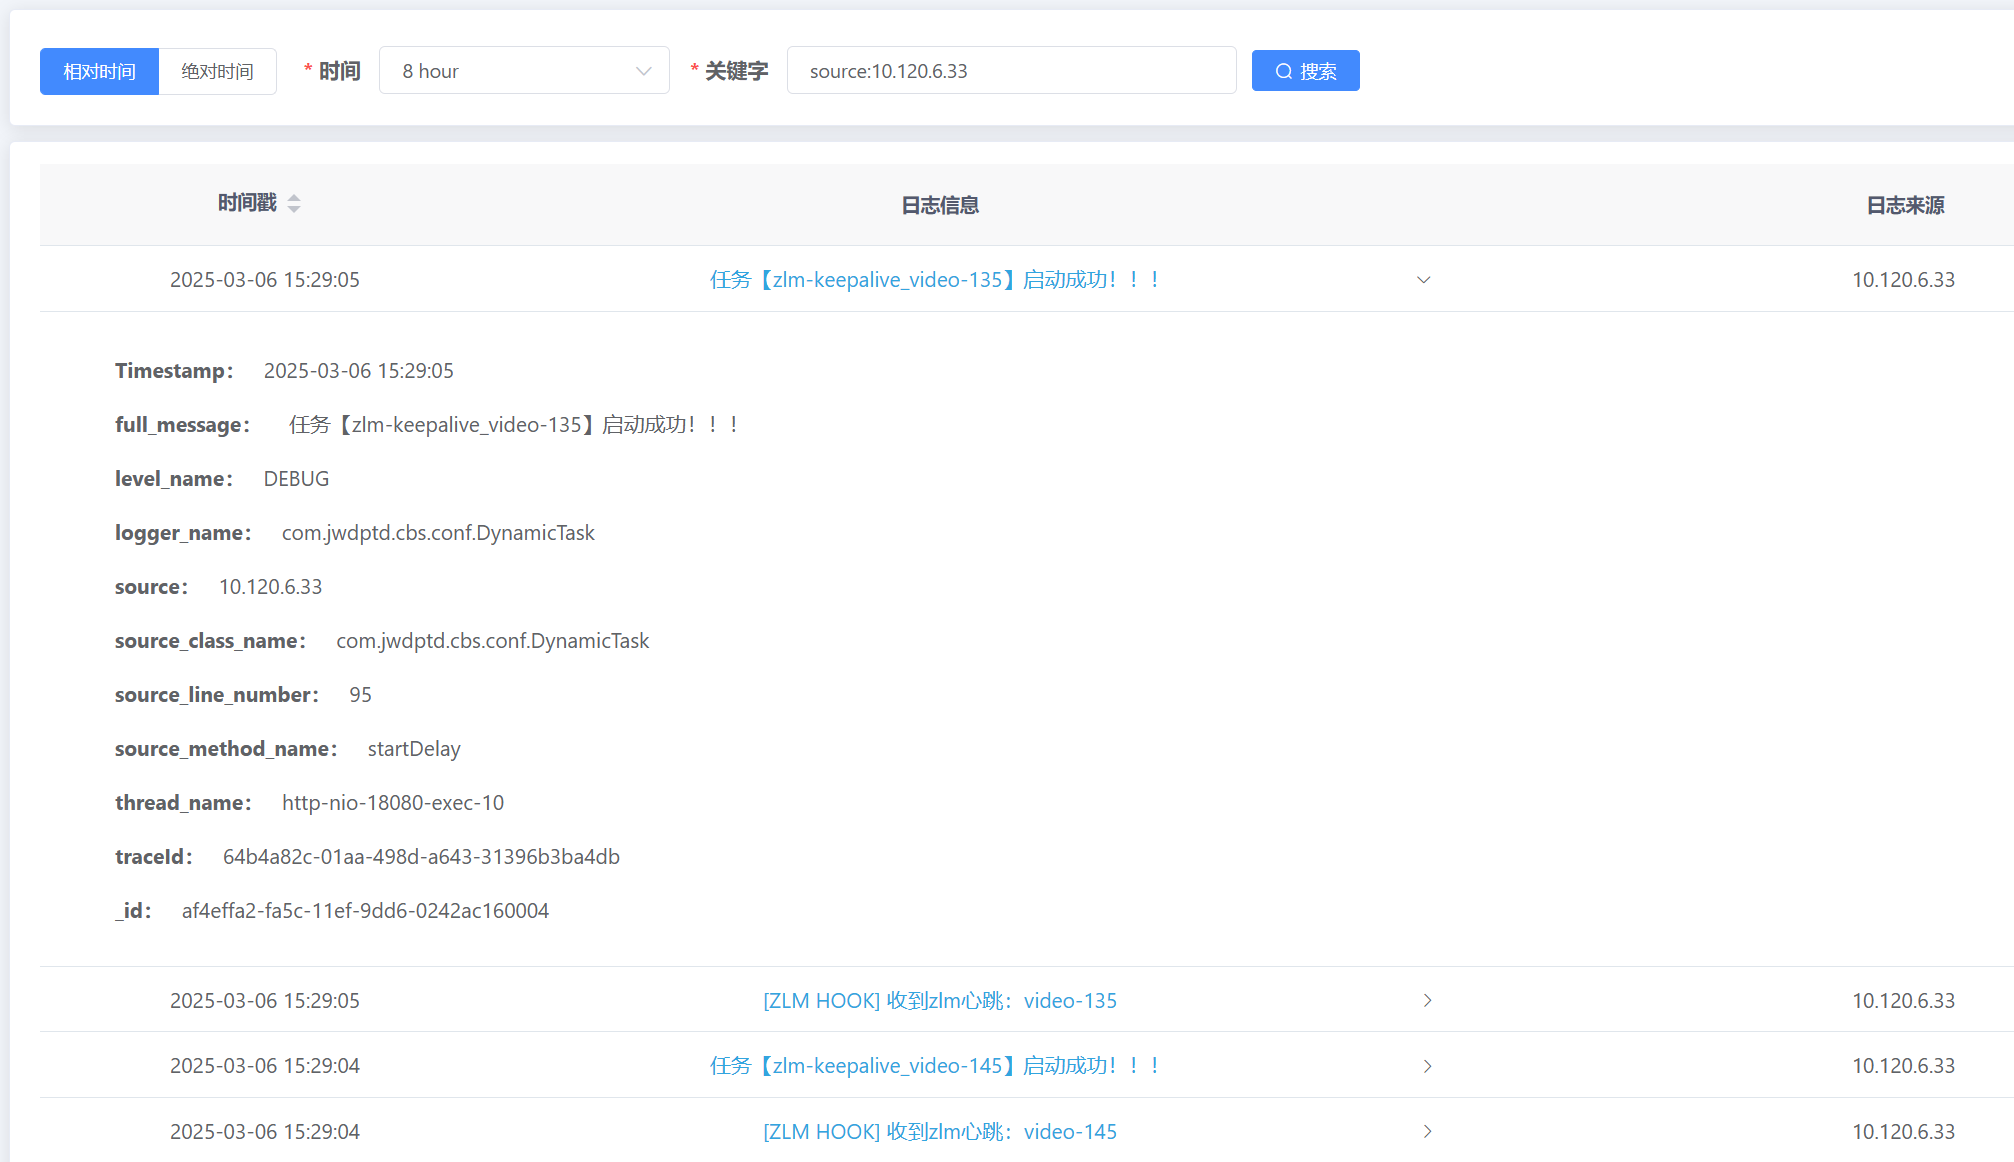 相对时间 绝对时间 * 时间 8 hour * 关键字 source:10.120.6.33 搜索
时间戳 日志信息 日志来源
2025-03-06 15:29:05 任务【zlm-keepalive_video-135】启动成功！！！ 10.120.6.33
Timestamp： 2025-03-06 15:29:05
full_message： 任务【zlm-keepalive_video-135】启动成功！！！
level_name： DEBUG
logger_name： com.jwdptd.cbs.conf.DynamicTask
source： 10.120.6.33
source_class_name： com.jwdptd.cbs.conf.DynamicTask
source_line_number： 95
source_method_name： startDelay
thread_name： http-nio-18080-exec-10
traceId： 64b4a82c-01aa-498d-a643-31396b3ba4db
_id： af4effa2-fa5c-11ef-9dd6-0242ac160004
2025-03-06 15:29:05 [ZLM HOOK] 收到zlm心跳：video-135 10.120.6.33
2025-03-06 15:29:04 任务【zlm-keepalive_video-145】启动成功！！！ 10.120.6.33
2025-03-06 15:29:04 [ZLM HOOK] 收到zlm心跳：video-145 10.120.6.33